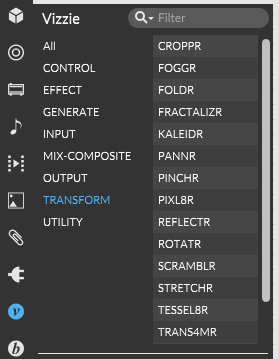 Vizzie
Filter
All
CONTROL
EFFECT
GENERATE
INPUT
MIX-COMPOSITE
OUTPUT
TRANSFORM
UTILITY
CROPPR
FOGGR
FOLDR
FRACTALIZR
KALEIDR
PANNR
PINCHR
PIXL8R
REFLECTR
ROTATR
SCRAMBLR
STRETCHR
TESSEL8R
TRANS4MR
v
b